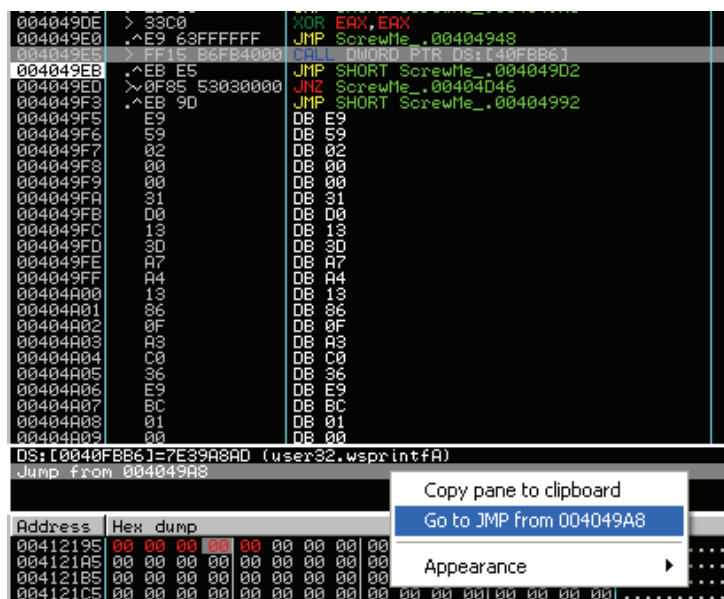 004049DE > 33C0 XOR EAX,EAX
004049E0 .^E9 63FFFFFF JMP ScrewMe_.00404948
004049E5 > FF15 B6FB4000 CALL DWORD PTR DS:[40FBB6]
004049EB .^EB E5 JMP SHORT ScrewMe_.004049D2
004049ED >v0F85 53030000 JNZ ScrewMe_.00404D46
004049F3 .^EB 9D JMP SHORT ScrewMe_.00404992
004049F5 E9 DB E9
004049F6 59 DB 59
004049F7 02 DB 02
004049F8 00 DB 00
004049F9 00 DB 00
004049FA 31 DB 31
004049FB D0 DB D0
004049FC 13 DB 13
004049FD 3D DB 3D
004049FE A7 DB A7
004049FF A4 DB A4
00404A00 13 DB 13
00404A01 86 DB 86
00404A02 0F DB 0F
00404A03 A3 DB A3
00404A04 C0 DB C0
00404A05 36 DB 36
00404A06 E9 DB E9
00404A07 BC DB BC
00404A08 01 DB 01
00404A09 00 DB 00
DS:[0040FBB6]=7E39A8AD (user32.wsprintfA)
Jump from 004049A8
Copy pane to clipboard
Go to JMP from 004049A8
Appearance
Address Hex dump
00412195 00 00 00 00 00 00 00 00 00
004121A5 00 00 00 00 00 00 00 00 00
004121B5 00 00 00 00 00 00 00 00 00
004121C5 00 00 00 00 00 00 00 00 00 00 00 00 00 00 00 00